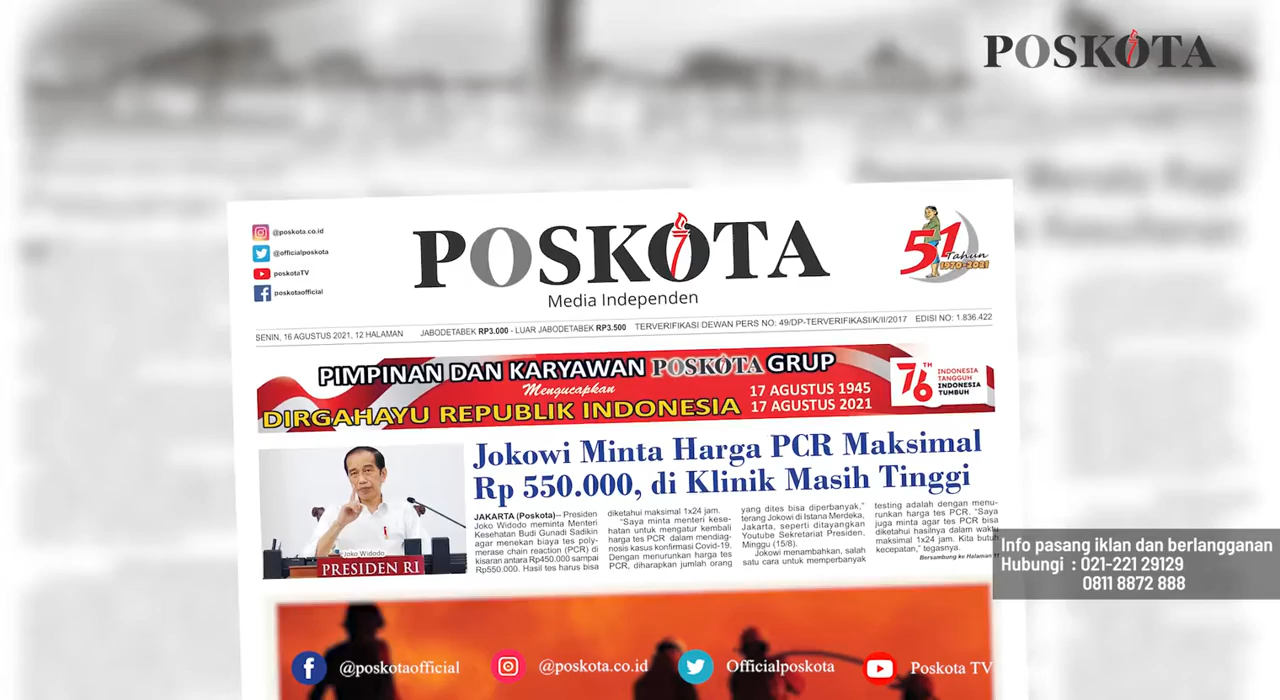 POSKOTA
@poskota.co.id
@officialposkota
poskotaTV
poskotaofficial
POSKOTA
Media Independen
51 Tahun
1970-2021
SENIN, 16 AGUSTUS 2021, 12 HALAMAN
JABODETABEK RP3.000 - LUAR JABODETABEK RP3.500
TERVERIFIKASI DEWAN PERS NO: 49/DP-TERVERIFIKASI/K/II/2017
EDISI NO: 1.836.422
PIMPINAN DAN KARYAWAN POSKOTA GRUP
Mengucapkan
DIRGAHAYU REPUBLIK INDONESIA
17 AGUSTUS 1945
17 AGUSTUS 2021
76TH
INDONESIA
TANGGUH
INDONESIA
TUMBUH
Joko Widodo
PRESIDEN RI
Jokowi Minta Harga PCR Maksimal
Rp 550.000, di Klinik Masih Tinggi
JAKARTA (Poskota)-- Presiden
Joko Widodo meminta Menteri
Kesehatan Budi Gunadi Sadikin
agar menekan biaya tes poly-
merase chain reaction (PCR) di
kisaran antara Rp450.000 sampai
Rp550.000. Hasil tes harus bisa
diketahui maksimal 1x24 jam.
"Saya minta menteri kese-
hatan untuk mengatur kembali
harga tes PCR dalam mendiag-
nosis kasus konfirmasi Covid-19.
Dengan menurunkan harga tes
PCR, diharapkan jumlah orang
yang dites bisa diperbanyak,"
terang Jokowi di Istana Merdeka,
Jakarta, seperti ditayangkan
Youtube Sekretariat Presiden,
Minggu (15/8).
Jokowi menambahkan, salah
satu cara untuk memperbanyak
testing adalah dengan menu-
runkan harga tes PCR. "Saya
juga minta agar tes PCR bisa
diketahui hasilnya dalam waktu
maksimal 1x24 jam. Kita butuh
kecepatan," tegasnya.
Bersambung ke Halaman 11
Info pasang iklan dan berlangganan
Hubungi : 021-221 29129
0811 8872 888
@poskotaofficial
@poskota.co.id
Officialposkota
Poskota TV